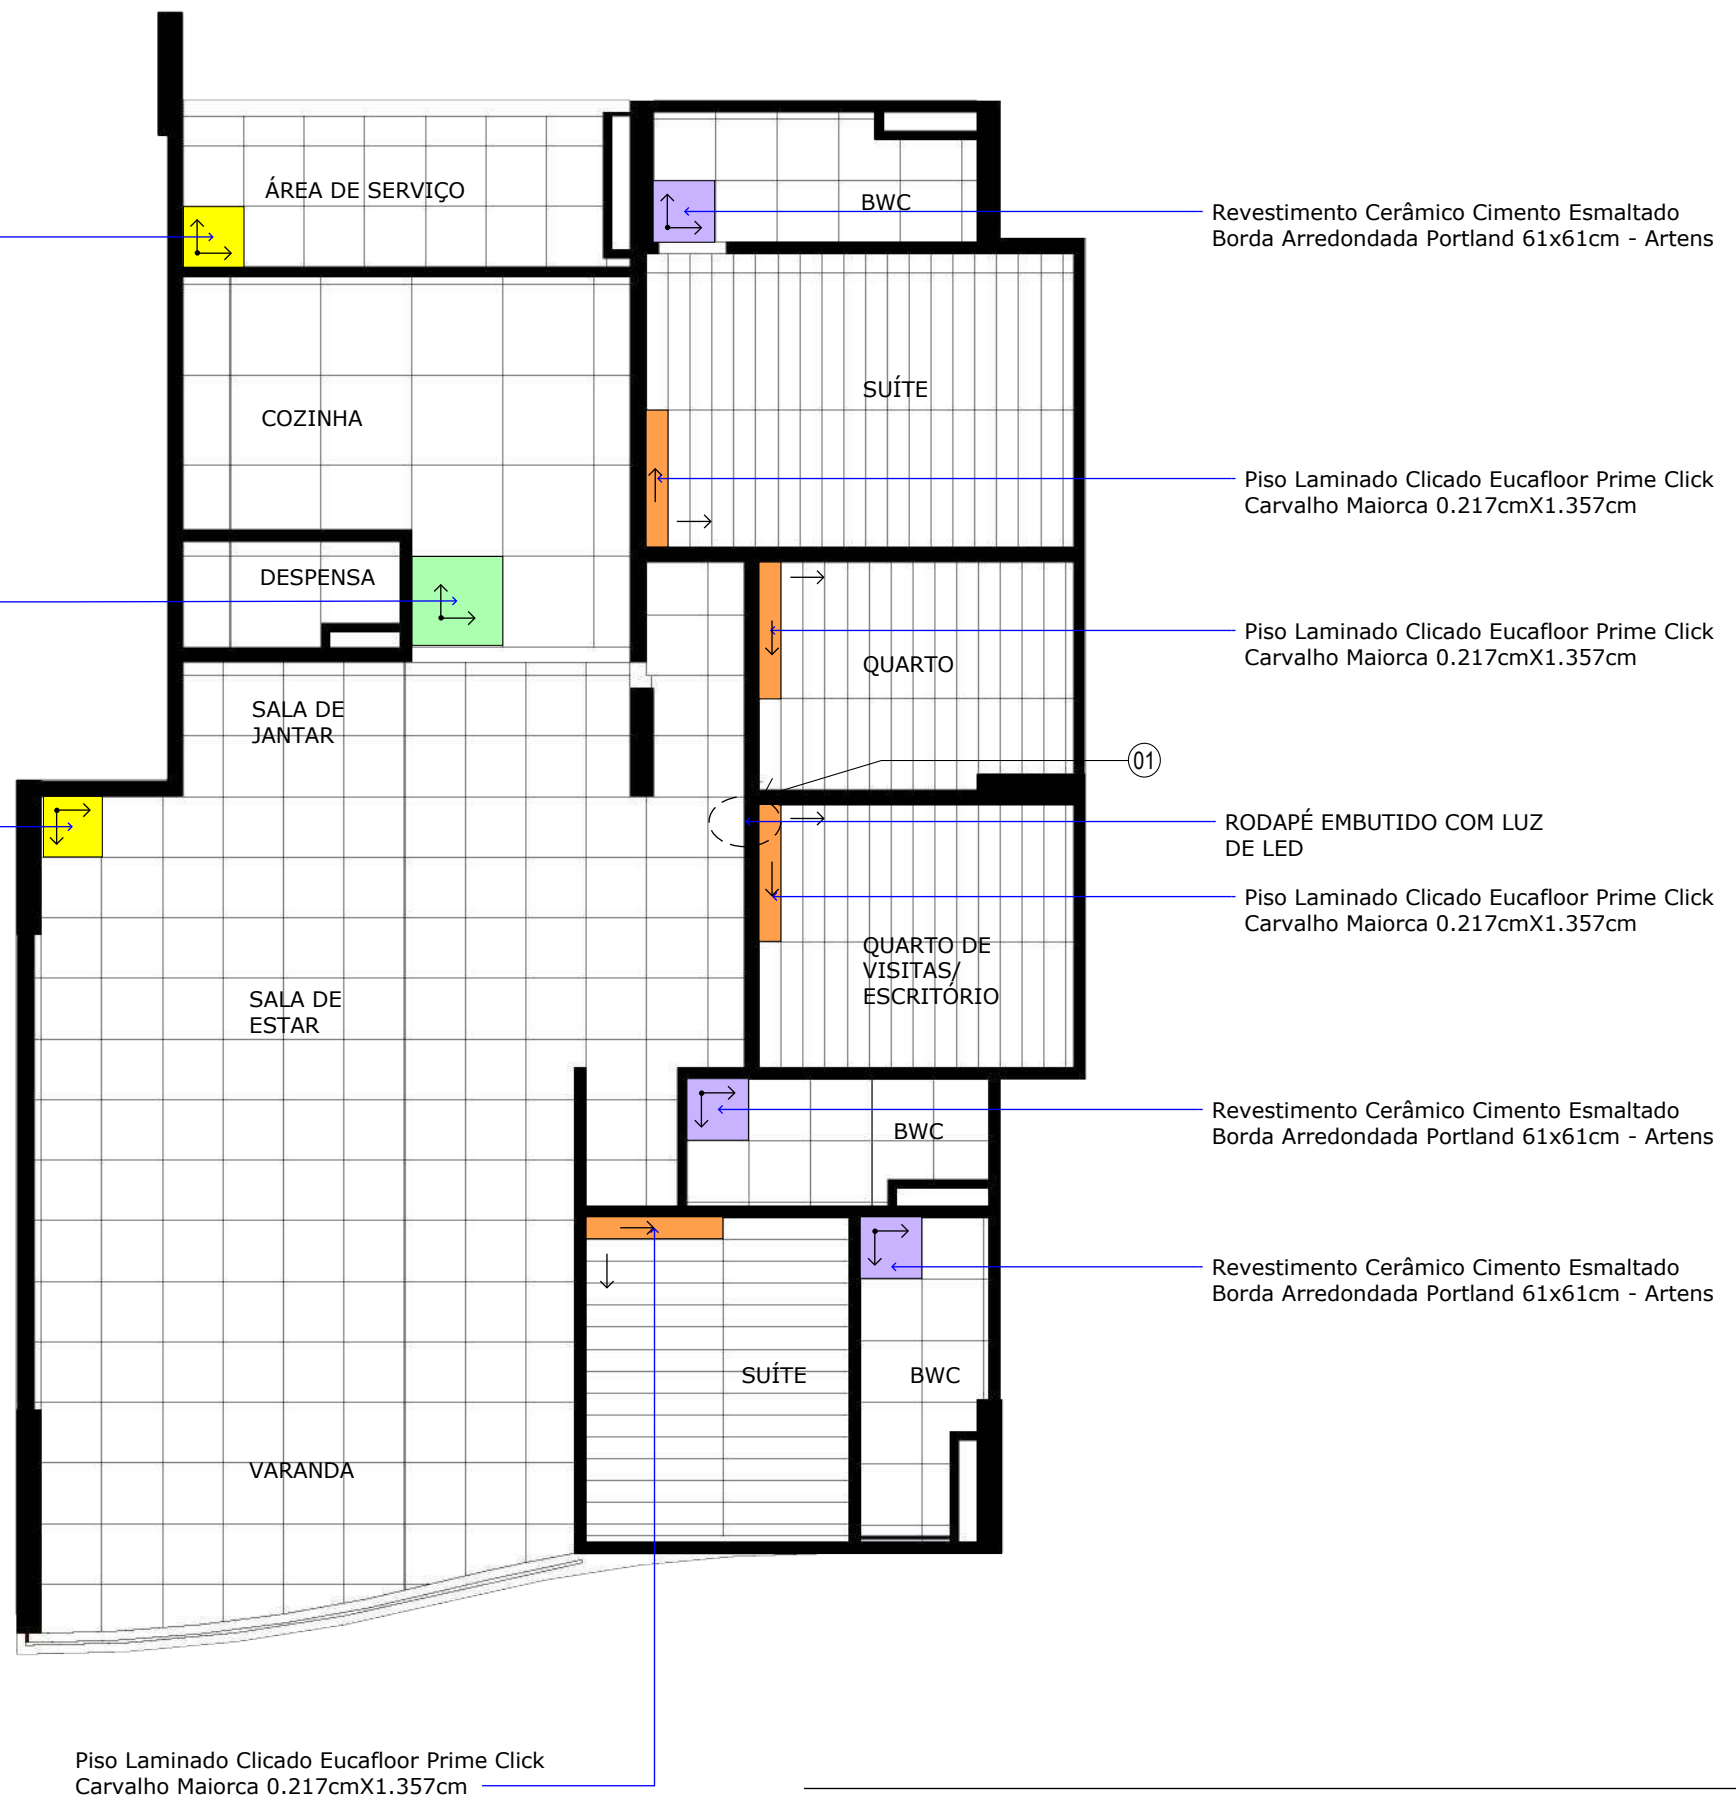 ÁREA DE SERVIÇO
BWC
Revestimento Cerâmico Cimento Esmaltado
Borda Arredondada Portland 61x61cm - Artens
SUÍTE
COZINHA
Piso Laminado Clicado Eucafloor Prime Click
Carvalho Maiorca 0.217cmX1.357cm
DESPENSA
Piso Laminado Clicado Eucafloor Prime Click
Carvalho Maiorca 0.217cmX1.357cm
QUARTO
SALA DE
JANTAR
01
RODAPÉ EMBUTIDO COM LUZ
DE LED
Piso Laminado Clicado Eucafloor Prime Click
Carvalho Maiorca 0.217cmX1.357cm
QUARTO DE
VISITAS/
ESCRITÓRIO
SALA DE
ESTAR
Revestimento Cerâmico Cimento Esmaltado
Borda Arredondada Portland 61x61cm - Artens
BWC
Revestimento Cerâmico Cimento Esmaltado
Borda Arredondada Portland 61x61cm - Artens
SUÍTE
BWC
VARANDA
Piso Laminado Clicado Eucafloor Prime Click
Carvalho Maiorca 0.217cmX1.357cm